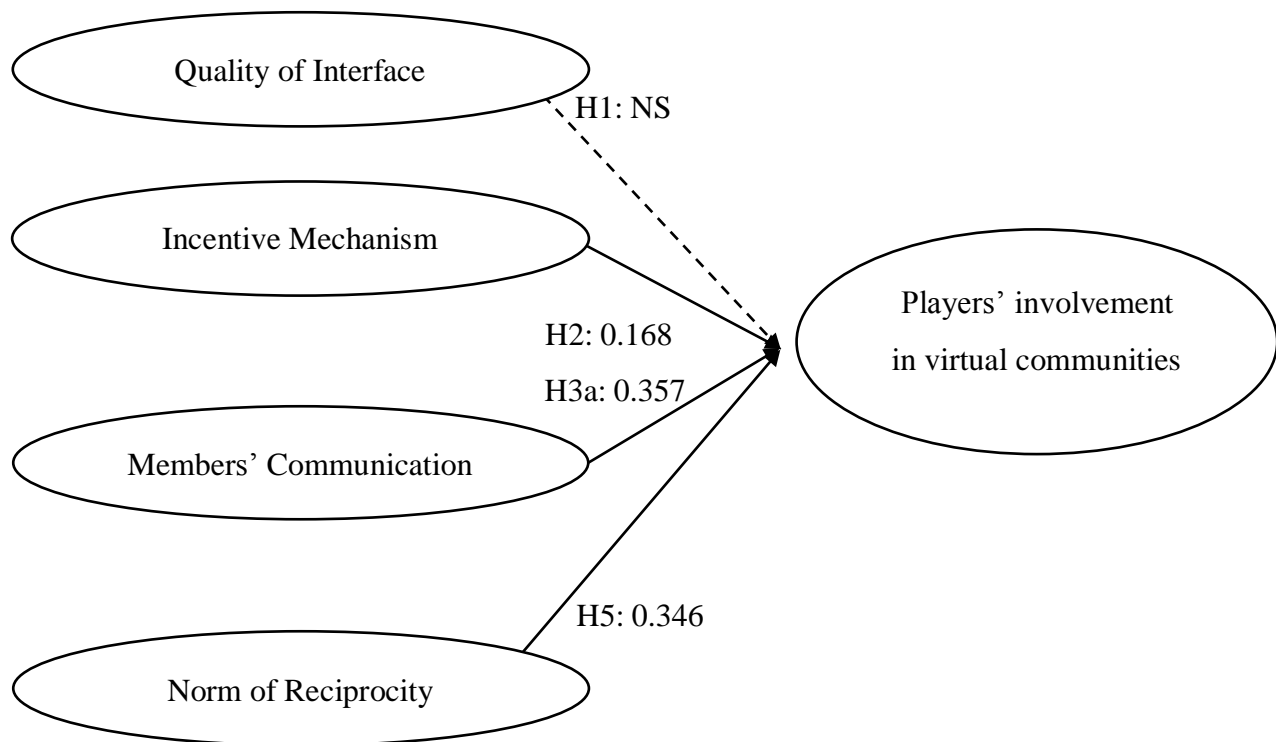 Quality of Interface
H1: NS
Incentive Mechanism
Players’ involvement
in virtual communities
H2: 0.168
H3a: 0.357
Members’ Communication
H5: 0.346
Norm of Reciprocity